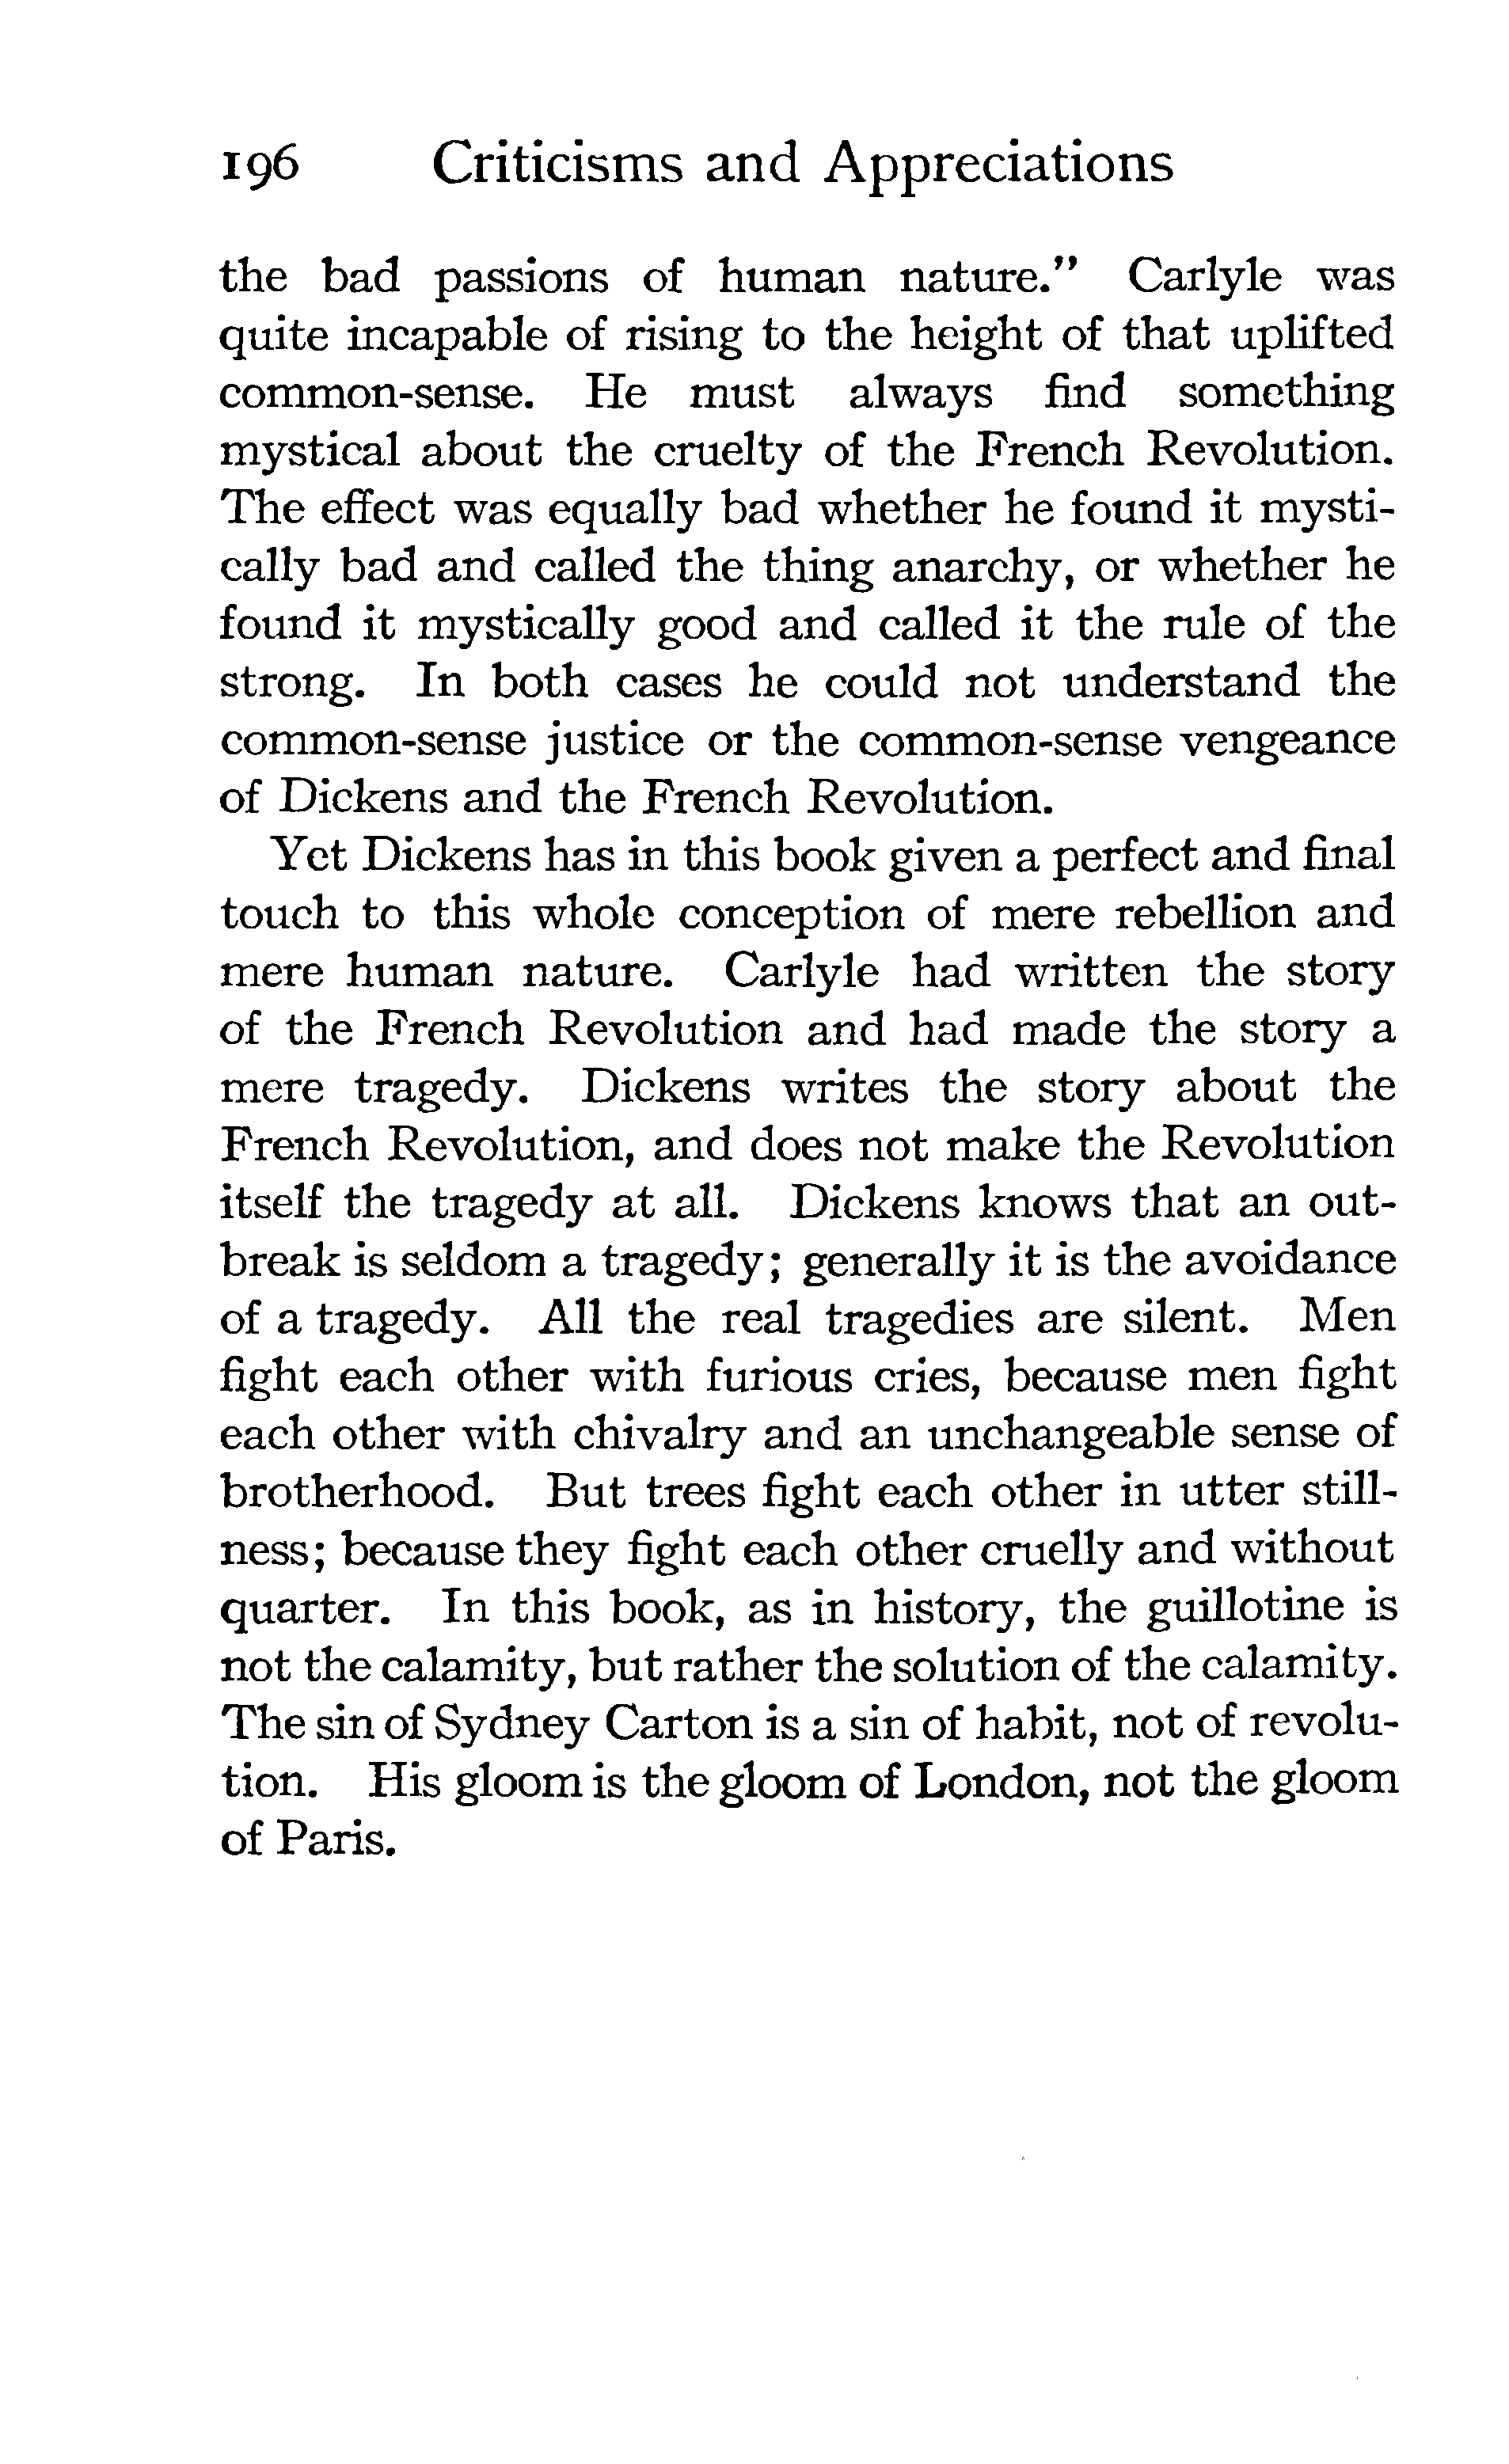 196 Criticisms and Appreciations
the bad passions of human nature.” Carlyle was
quite incapable of rising to the height of that uplifted
common-sense. He must always find something
mystical about the cruelty of the French Revolution.
The effect was equally bad whether he found it mysti-
cally bad and called the thing anarchy, or whether he
found it mystically good and called it the rule of the
strong. In both cases he could not understand the
common-sense justice or the common-sense vengeance
of Dickens and the French Revolution.
Yet Dickens has in this book given a perfect and final
touch to this whole conception of mere rebellion and
mere human nature. Carlyle had written the story
of the French Revolution and had made the story a
mere tragedy. Dickens writes the story about the
French Revolution, and does not make the Revolution
itself the tragedy at all. Dickens knows that an out-
break is seldom a tragedy; generally it is the avoidance
of a tragedy. All the real tragedies are silent. Men
fight each other with furious cries, because men fight
each other with chivalry and an unchangeable sense of
brotherhood. But trees fight each other in utter still-
ness; because they fight each other cruelly and without
quarter. In this book, as in history, the guillotine is
not the calamity, but rather the solution of the calamity.
The sin of Sydney Carton is a sin of habit, not of revolu-
tion. His gloom is the gloom of London, not the gloom
of Paris.